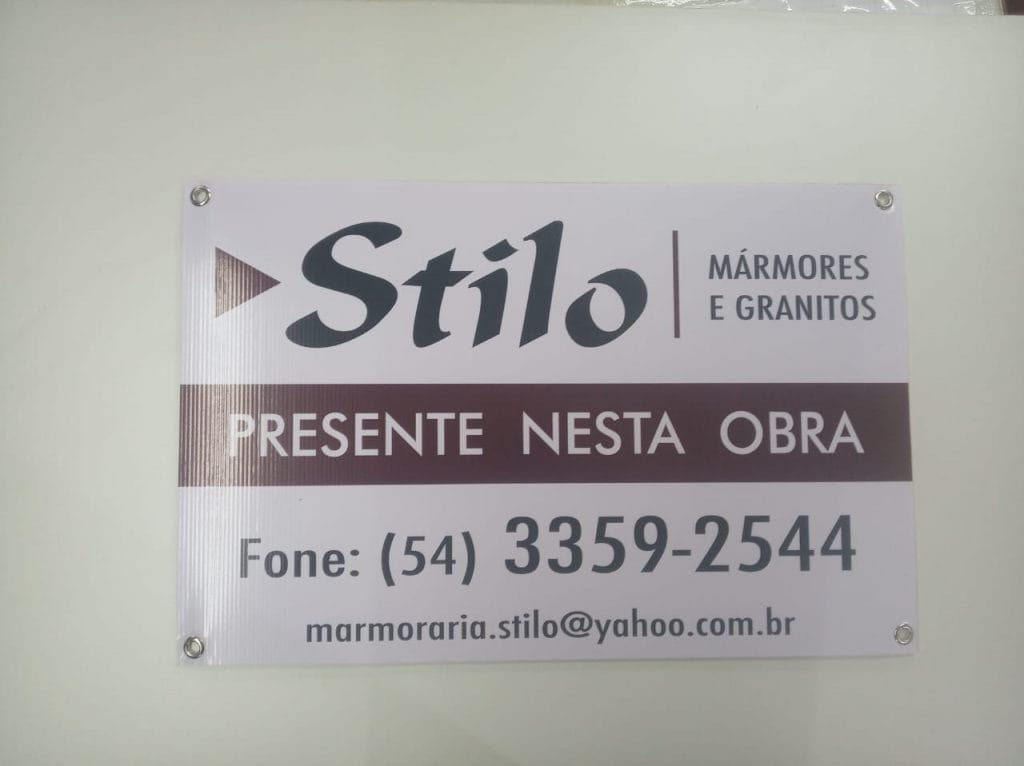 Stilo
MÁRMORES
E GRANITOS
PRESENTE NESTA OBRA
Fone: (54) 3359-2544
marmoraria.stilo@yahoo.com.br